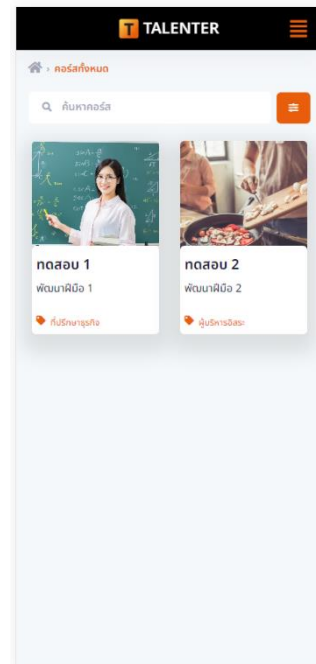 T TALENTER
› คอร์สทั้งหมด
ค้นหาคอร์ส
ทดสอบ 1
พัฒนาฝีมือ 1
ที่ปรึกษาธุรกิจ
ทดสอบ 2
พัฒนาฝีมือ 2
ผู้บริหารอิสระ